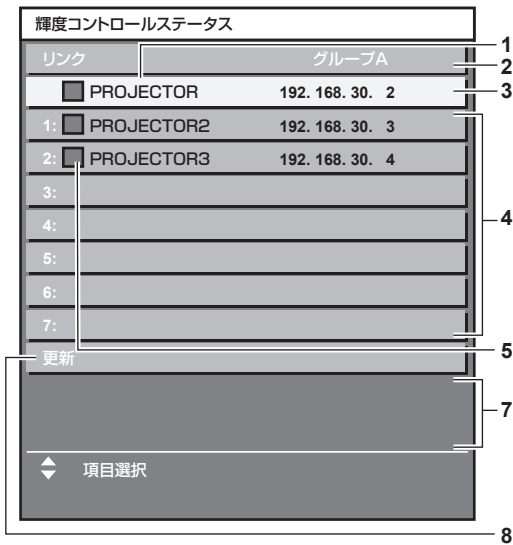 輝度コントロールステータス
リンク グループA
PROJECTOR 192. 168. 30. 2
1: PROJECTOR2 192. 168. 30. 3
2: PROJECTOR3 192. 168. 30. 4
3:
4:
5:
6:
7:
更新
項目選択
1
2
3
4
5
7
8